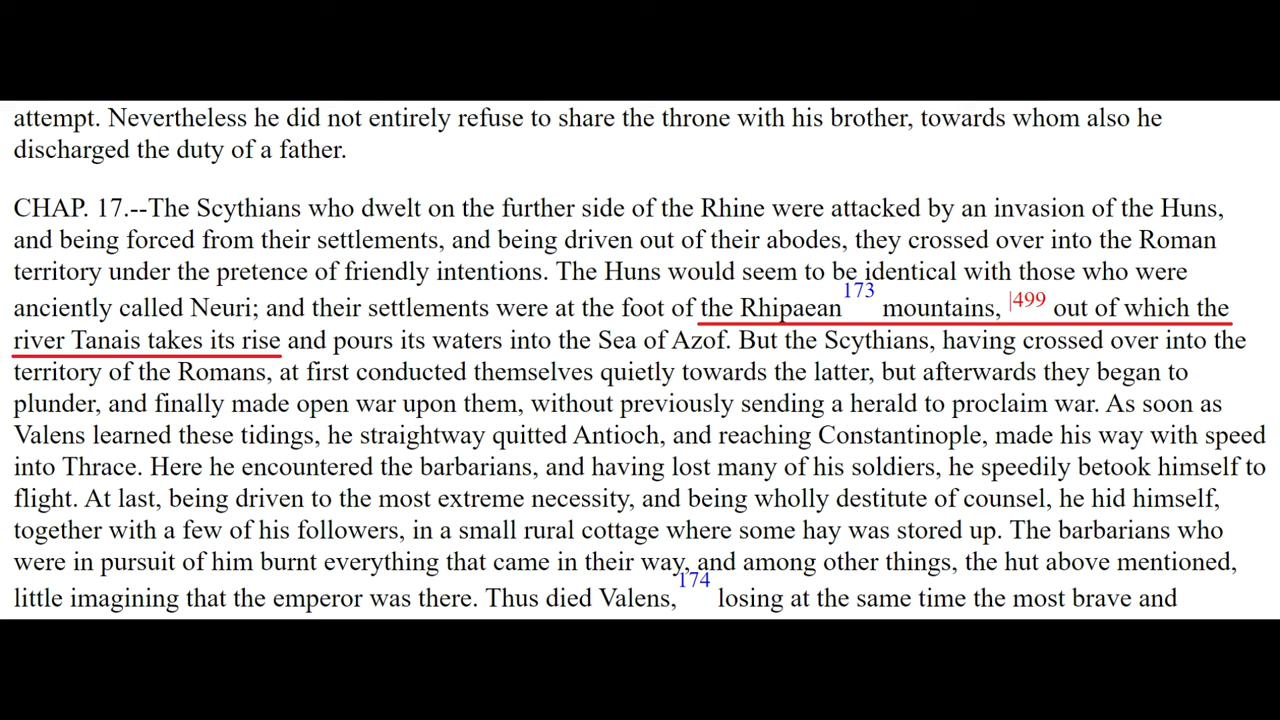 attempt. Nevertheless he did not entirely refuse to share the throne with his brother, towards whom also he
discharged the duty of a father.
CHAP. 17.--The Scythians who dwelt on the further side of the Rhine were attacked by an invasion of the Huns,
and being forced from their settlements, and being driven out of their abodes, they crossed over into the Roman
territory under the pretence of friendly intentions. The Huns would seem to be identical with those who were
anciently called Neuri; and their settlements were at the foot of the Rhipaean173 mountains, |499 out of which the
river Tanais takes its rise and pours its waters into the Sea of Azof. But the Scythians, having crossed over into the
territory of the Romans, at first conducted themselves quietly towards the latter, but afterwards they began to
plunder, and finally made open war upon them, without previously sending a herald to proclaim war. As soon as
Valens learned these tidings, he straightway quitted Antioch, and reaching Constantinople, made his way with speed
into Thrace. Here he encountered the barbarians, and having lost many of his soldiers, he speedily betook himself to
flight. At last, being driven to the most extreme necessity, and being wholly destitute of counsel, he hid himself,
together with a few of his followers, in a small rural cottage where some hay was stored up. The barbarians who
were in pursuit of him burnt everything that came in their way, and among other things, the hut above mentioned,
little imagining that the emperor was there. Thus died Valens,174 losing at the same time the most brave and